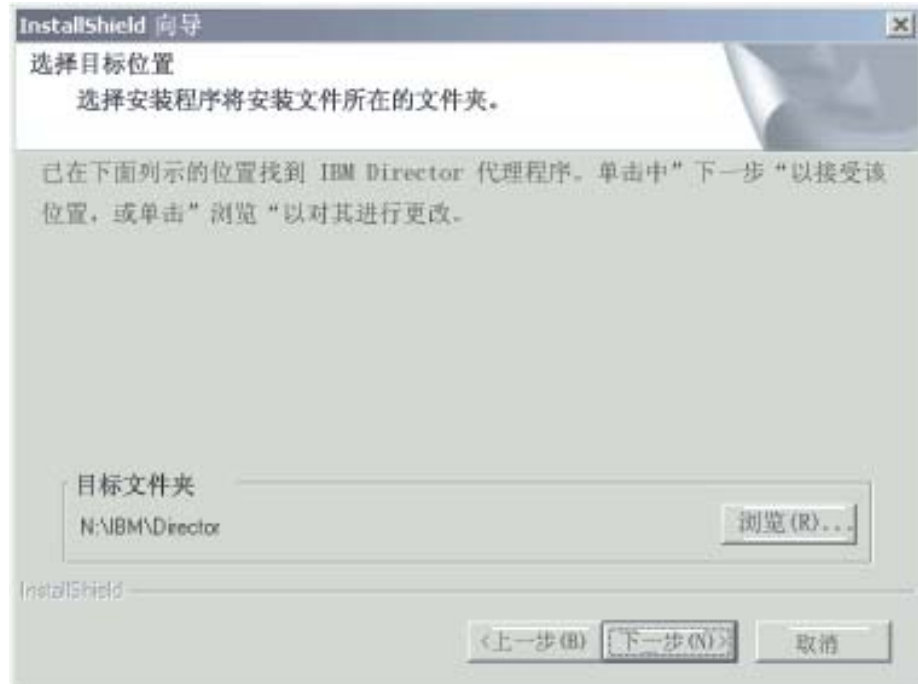 InstallShield 向导
选择目标位置
选择安装程序将安装文件所在的文件夹。
已在下面列示的位置找到 IBM Director 代理程序。单击中”下一步“以接受该
位置，或单击”浏览“以对其进行更改。
目标文件夹
N:\IBM\Director
浏览(R)...
InstallShield
<上一步(B)
下一步(N)>
取消